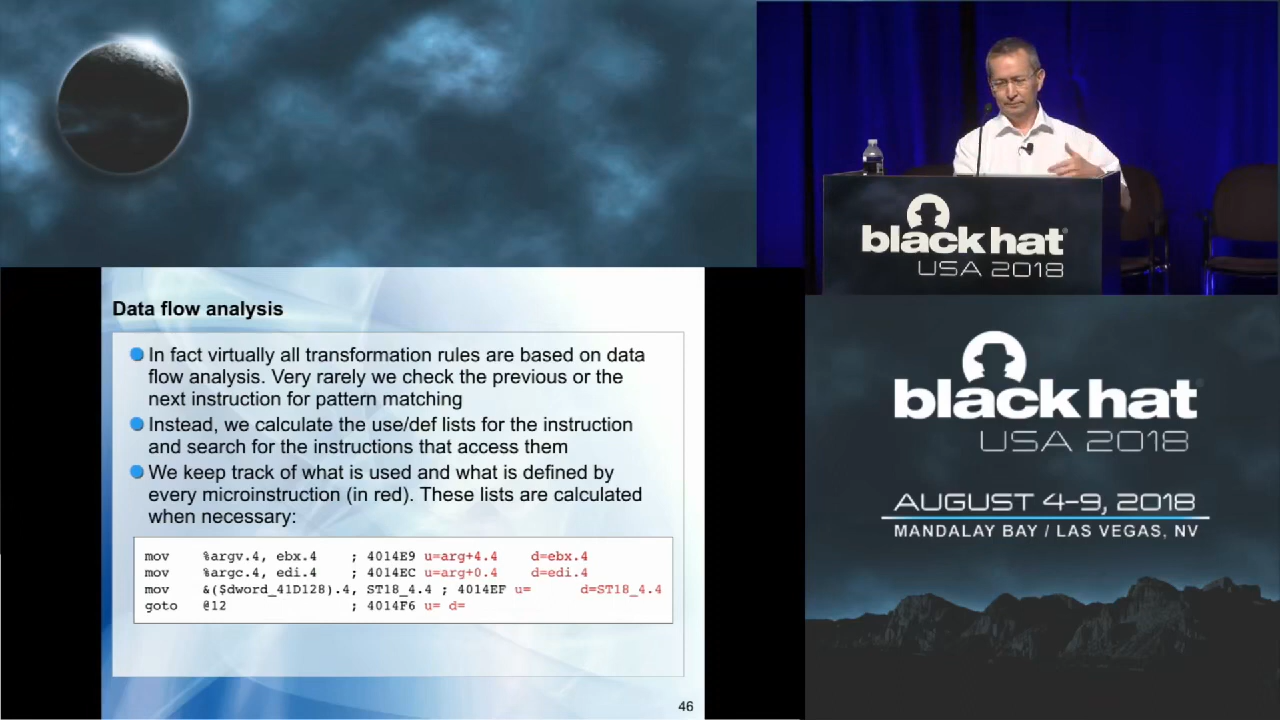 black hat
USA 2018
Data flow analysis
In fact virtually all transformation rules are based on data
flow analysis. Very rarely we check the previous or the
next instruction for pattern matching
Instead, we calculate the use/def lists for the instruction
and search for the instructions that access them
We keep track of what is used and what is defined by
every microinstruction (in red). These lists are calculated
when necessary:
mov %argv.4, ebx.4 ; 4014E9 u=arg+4.4 d=ebx.4
mov %argc.4, edi.4 ; 4014EC u=arg+0.4 d=edi.4
mov &($dword_41D128).4, ST18_4.4 ; 4014EF u= d=ST18_4.4
goto @12 ; 4014F6 u= d=
46
black hat
USA 2018
AUGUST 4-9, 2018
MANDALAY BAY / LAS VEGAS, NV